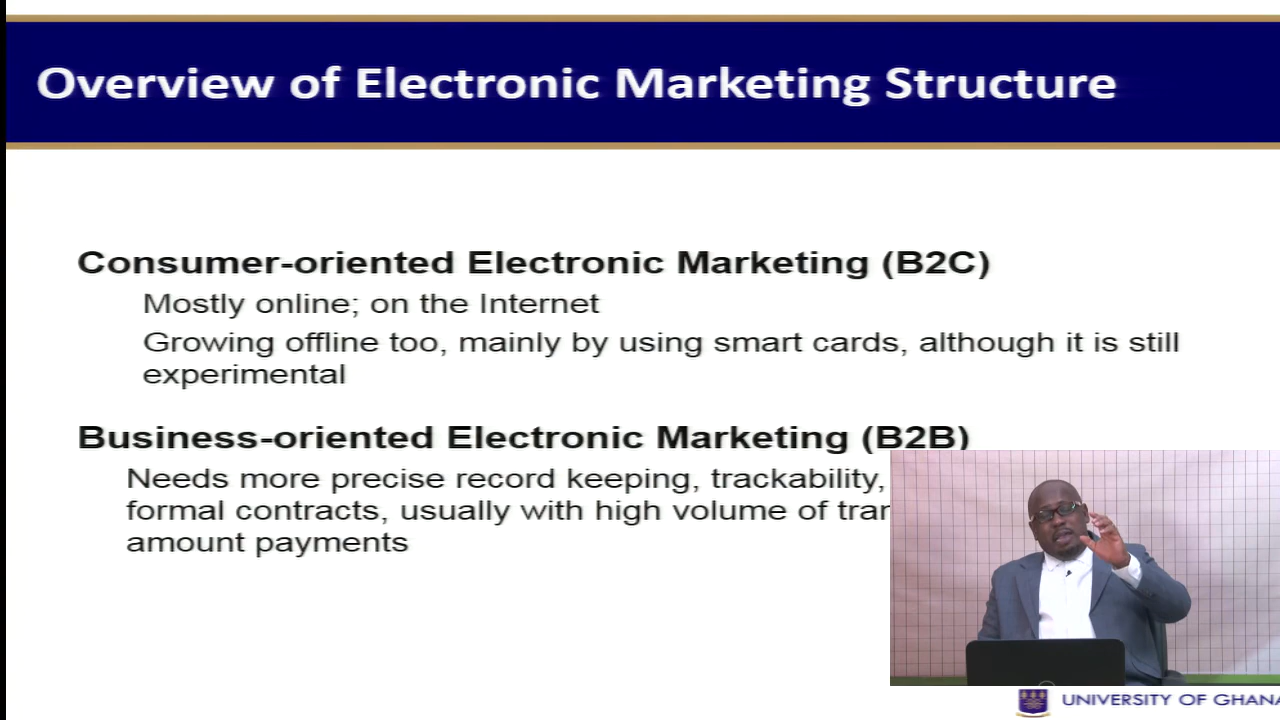 Overview of Electronic Marketing Structure
Consumer-oriented Electronic Marketing (B2C)
Mostly online; on the Internet
Growing offline too, mainly by using smart cards, although it is still
experimental
Business-oriented Electronic Marketing (B2B)
Needs more precise record keeping, trackability,
formal contracts, usually with high volume of
amount payments
UNIVERSITY OF GHANA